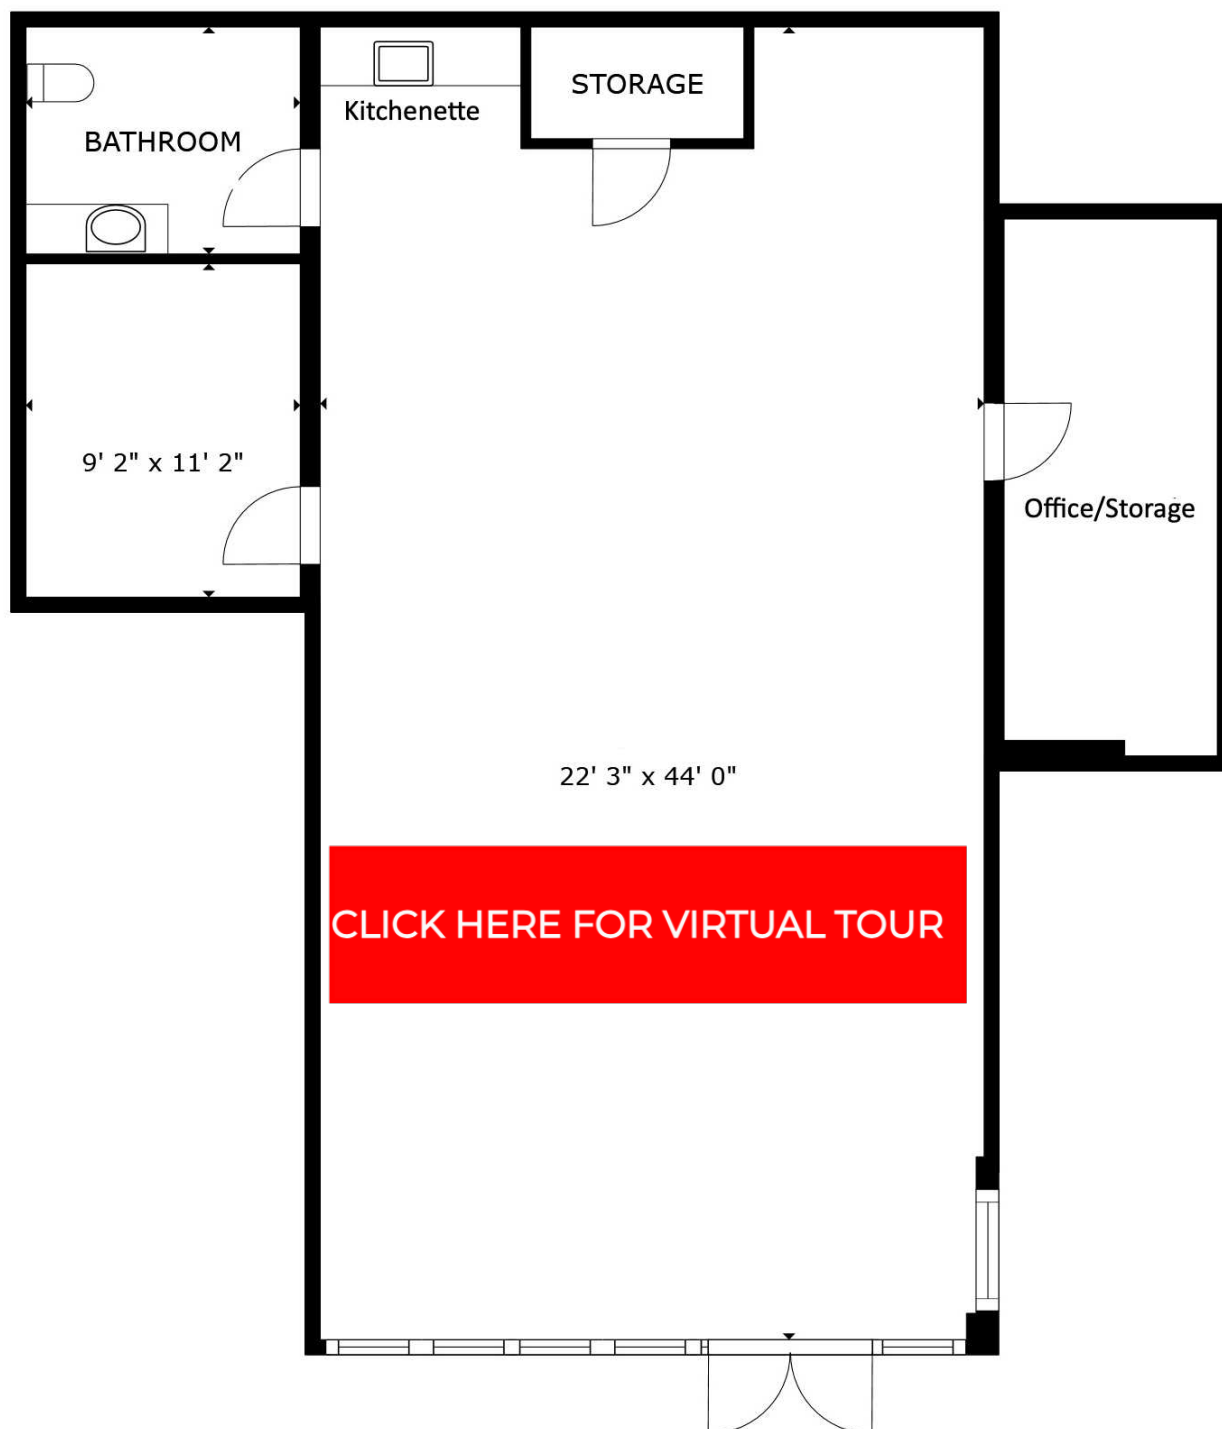 STORAGE
Kitchenette
BATHROOM
9' 2" x 11' 2"
Office/Storage
22' 3" x 44' 0"
CLICK HERE FOR VIRTUAL TOUR